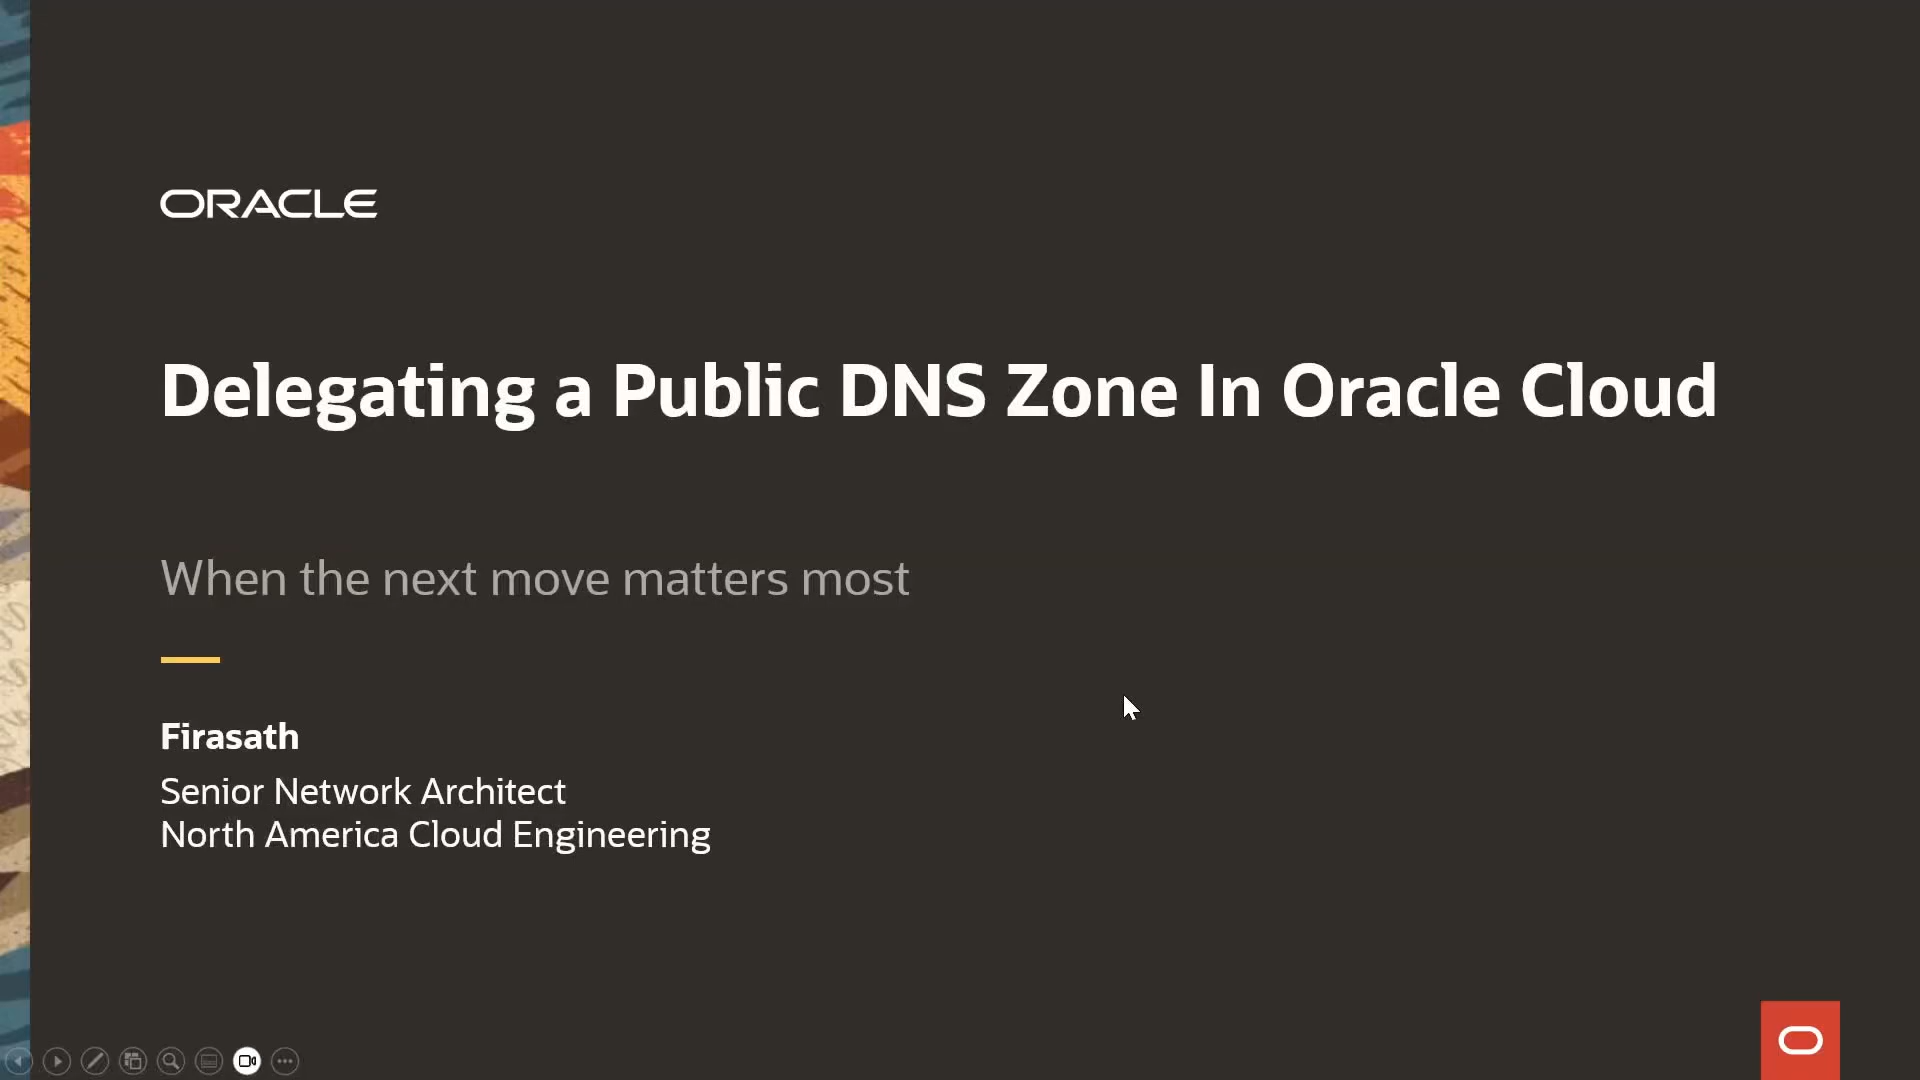 ORACLE
Delegating a Public DNS Zone In Oracle Cloud
When the next move matters most
Firasath
Senior Network Architect
North America Cloud Engineering